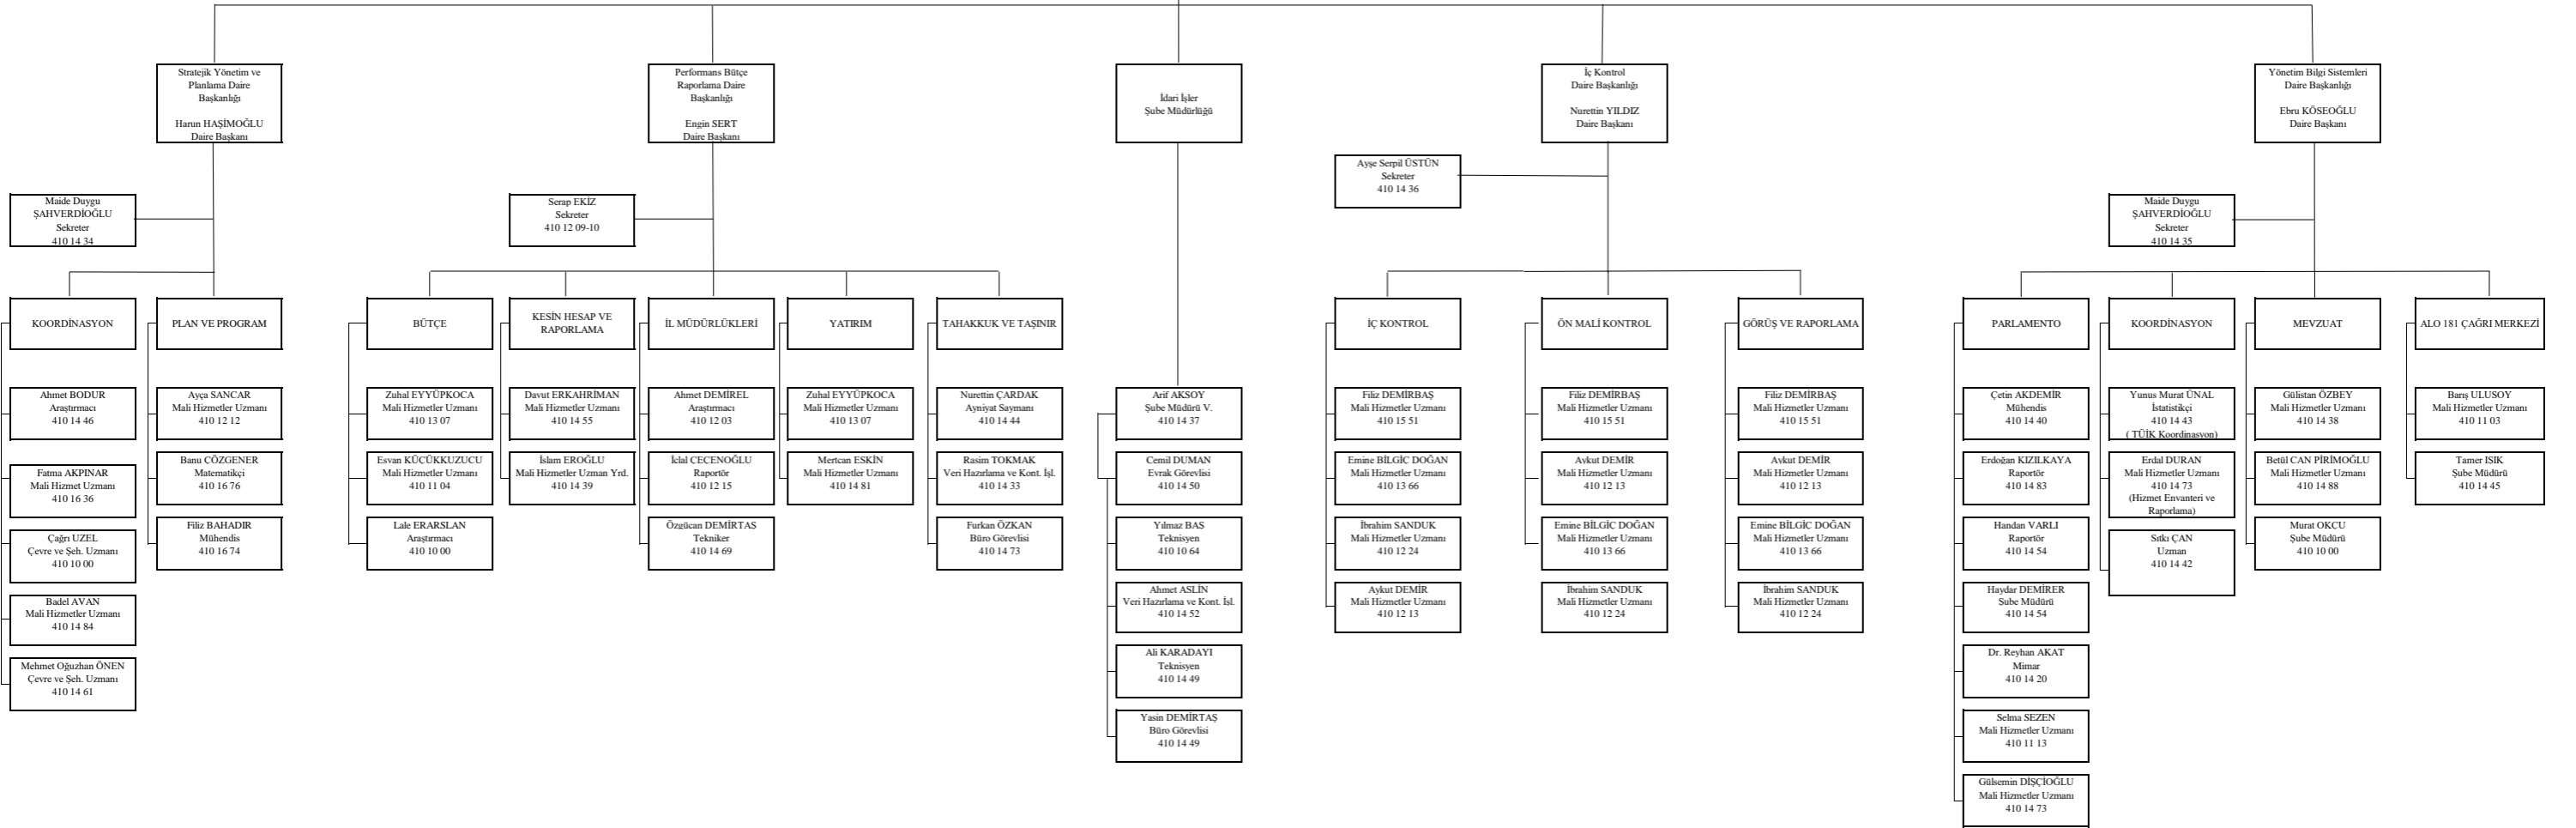 Stratejik Yönetim ve
Planlama Daire
Başkanlığı
Harun HAŞİMOĞLU
Daire Başkanı
Performans Bütçe
Raporlama Daire
Başkanlığı
Engin SERT
Daire Başkanı
İdari İşler
Şube Müdürlüğü
İç Kontrol
Daire Başkanlığı
Nurettin YILDIZ
Daire Başkanı
Yönetim Bilgi Sistemleri
Daire Başkanlığı
Ebru KÖSEOĞLU
Daire Başkanı
Maide Duygu
ŞAHVERDİOĞLU
Sekreter
410 14 34
Serap EKİZ
Sekreter
410 12 09-10
Ayşe Serpil ÜSTÜN
Sekreter
410 14 36
Maide Duygu
ŞAHVERDİOĞLU
Sekreter
410 14 35
KOORDİNASYON
Ahmet BODUR
Araştırmacı
410 14 46
Fatma AKPINAR
Mali Hizmet Uzmanı
410 16 36
Çağrı UZEL
Çevre ve Şeh. Uzmanı
410 10 00
Badel AVAN
Mali Hizmetler Uzmanı
410 14 84
Mehmet Oğuzhan ÖNEN
Çevre ve Şeh. Uzmanı
410 14 61
PLAN VE PROGRAM
Ayça SANCAR
Mali Hizmetler Uzmanı
410 12 12
Banu CÖZGENER
Matematikçi
410 16 76
Filiz BAHADIR
Mühendis
410 16 74
BÜTÇE
Zuhal EYYÜPKOCA
Mali Hizmetler Uzmanı
410 13 07
Esvan KÜÇÜKKUZUCU
Mali Hizmetler Uzmanı
410 11 04
Lale ERARSLAN
Araştırmacı
410 10 00
KESİN HESAP VE
RAPORLAMA
Davut ERKAHRİMAN
Mali Hizmetler Uzmanı
410 14 55
İslam EROĞLU
Mali Hizmetler Uzman Yrd.
410 14 39
İL MÜDÜRLÜKLERİ
Ahmet DEMİREL
Araştırmacı
410 12 03
İclal ÇEÇENOĞLU
Raportör
410 12 15
Özgücan DEMİRTAS
Tekniker
410 14 69
YATIRIM
Zuhal EYYÜPKOCA
Mali Hizmetler Uzmanı
410 13 07
Mertcan ESKİN
Mali Hizmetler Uzmanı
410 14 81
TAHAKKUK VE TAŞINIR
Nurettin ÇARDAK
Ayniyat Saymanı
410 14 44
Rasim TOKMAK
Veri Hazırlama ve Kont. İşl.
410 14 33
Furkan ÖZKAN
Büro Görevlisi
410 14 73
Arif AKSOY
Şube Müdürü V.
410 14 37
Cemil DUMAN
Evrak Görevlisi
410 14 50
Yılmaz BAS
Teknisyen
410 10 64
Ahmet ASLİN
Veri Hazırlama ve Kont. İşl.
410 14 52
Ali KARADAYI
Teknisyen
410 14 49
Yasin DEMİRTAŞ
Büro Görevlisi
410 14 49
İÇ KONTROL
Filiz DEMİRBAŞ
Mali Hizmetler Uzmanı
410 15 51
Emine BİLGİÇ DOĞAN
Mali Hizmetler Uzmanı
410 13 66
İbrahim SANDUK
Mali Hizmetler Uzmanı
410 12 24
Aykut DEMİR
Mali Hizmetler Uzmanı
410 12 13
ÖN MALİ KONTROL
Filiz DEMİRBAŞ
Mali Hizmetler Uzmanı
410 15 51
Aykut DEMİR
Mali Hizmetler Uzmanı
410 12 13
Emine BİLGİÇ DOĞAN
Mali Hizmetler Uzmanı
410 13 66
İbrahim SANDUK
Mali Hizmetler Uzmanı
410 12 24
GÖRÜŞ VE RAPORLAMA
Filiz DEMİRBAŞ
Mali Hizmetler Uzmanı
410 15 51
Aykut DEMİR
Mali Hizmetler Uzmanı
410 12 13
Emine BİLGİÇ DOĞAN
Mali Hizmetler Uzmanı
410 13 66
İbrahim SANDUK
Mali Hizmetler Uzmanı
410 12 24
PARLAMENTO
Çetin AKDEMİR
Mühendis
410 14 40
Erdoğan KIZILKAYA
Raportör
410 14 83
Handan VARLI
Raportör
410 14 54
Haydar DEMİRER
Sube Müdürü
410 14 54
Dr. Reyhan AKAT
Mimar
410 14 20
Selma SEZEN
Mali Hizmetler Uzmanı
410 11 13
Gülsemin DİŞÇİOĞLU
Mali Hizmetler Uzmanı
410 14 73
KOORDİNASYON
Yunus Murat ÜNAL
İstatistikçi
410 14 43
( TÜİK Koordinasyon)
Erdal DURAN
Mali Hizmetler Uzmanı
410 14 73
(Hizmet Envanteri ve
Raporlama)
Sıtkı ÇAN
Uzman
410 14 42
MEVZUAT
Gülistan ÖZBEY
Mali Hizmetler Uzmanı
410 14 38
Betül CAN PİRİMOĞLU
Mali Hizmetler Uzmanı
410 14 88
Murat OKCU
Şube Müdürü
410 10 00
ALO 181 ÇAĞRI MERKEZİ
Barış ULUSOY
Mali Hizmetler Uzmanı
410 11 03
Tamer ISIK
Şube Müdürü
410 14 45